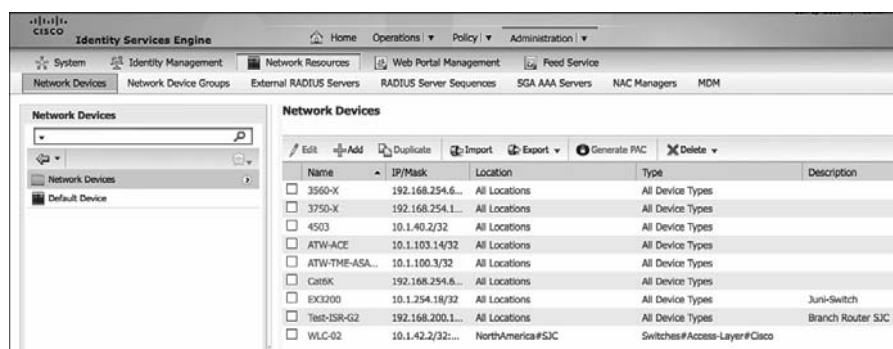 CISCO
Identity Services Engine
Home Operations Policy Administration
System Identity Management Network Resources Web Portal Management Feed Service
Network Devices Network Device Groups External RADIUS Servers RADIUS Server Sequences SGA AAA Servers NAC Managers MDM
Network Devices
Network Devices
Default Device
Network Devices
Edit Add Duplicate Import Export Generate PAC Delete
Name IP/Mask Location Type Description
3560-X 192.168.254.6... All Locations All Device Types
3750-X 192.168.254.1... All Locations All Device Types
4503 10.1.40.2/32 All Locations All Device Types
ATW-ACE 10.1.103.14/32 All Locations All Device Types
ATW-TME-ASA... 10.1.100.3/32 All Locations All Device Types
Cat6K 192.168.254.6... All Locations All Device Types
EX3200 10.1.254.18/32 All Locations All Device Types Juni-Switch
Test-ISR-G2 192.168.200.1... All Locations All Device Types Branch Router SJC
WLC-02 10.1.42.2/32:... NorthAmerica#SJC Switches#Access-Layer#Cisco